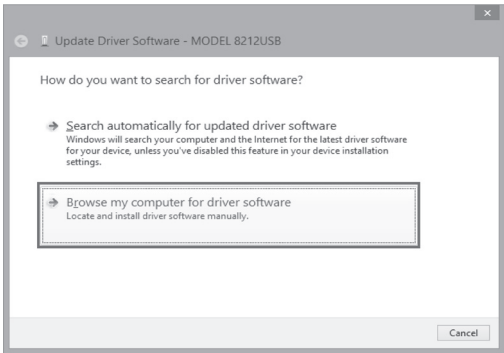 Update Driver Software - MODEL 8212USB
How do you want to search for driver software?
Search automatically for updated driver software
Windows will search your computer and the Internet for the latest driver software
for your device, unless you've disabled this feature in your device installation
settings.
Browse my computer for driver software
Locate and install driver software manually.
Cancel